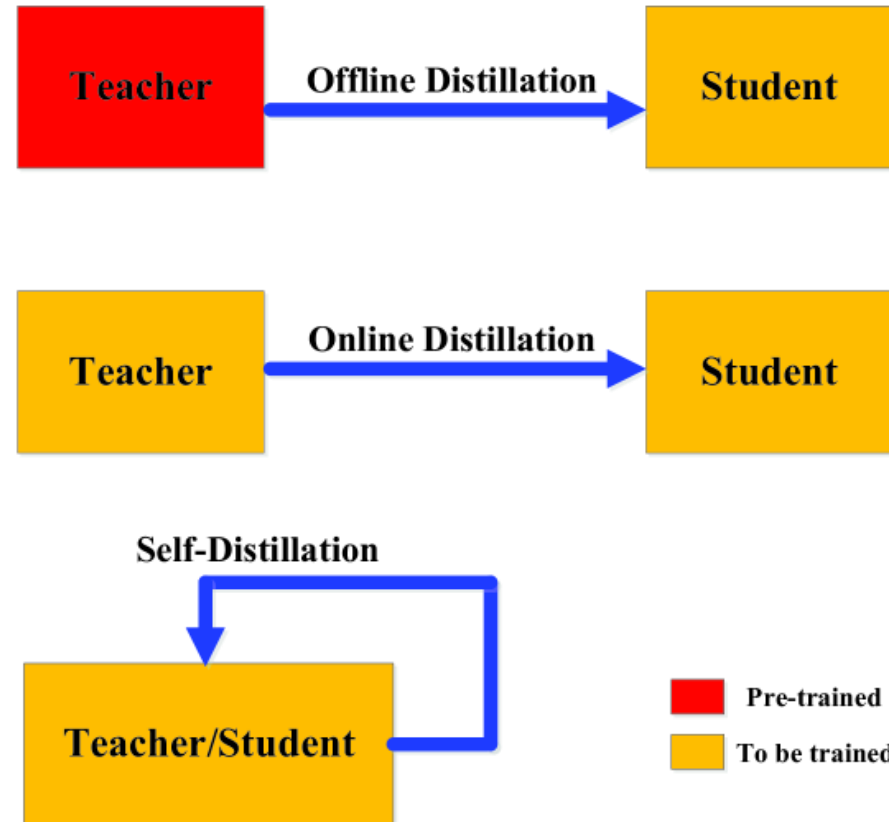 Teacher
Offline Distillation
Student
Teacher
Online Distillation
Student
Self-Distillation
Teacher/Student
Pre-trained
To be trained